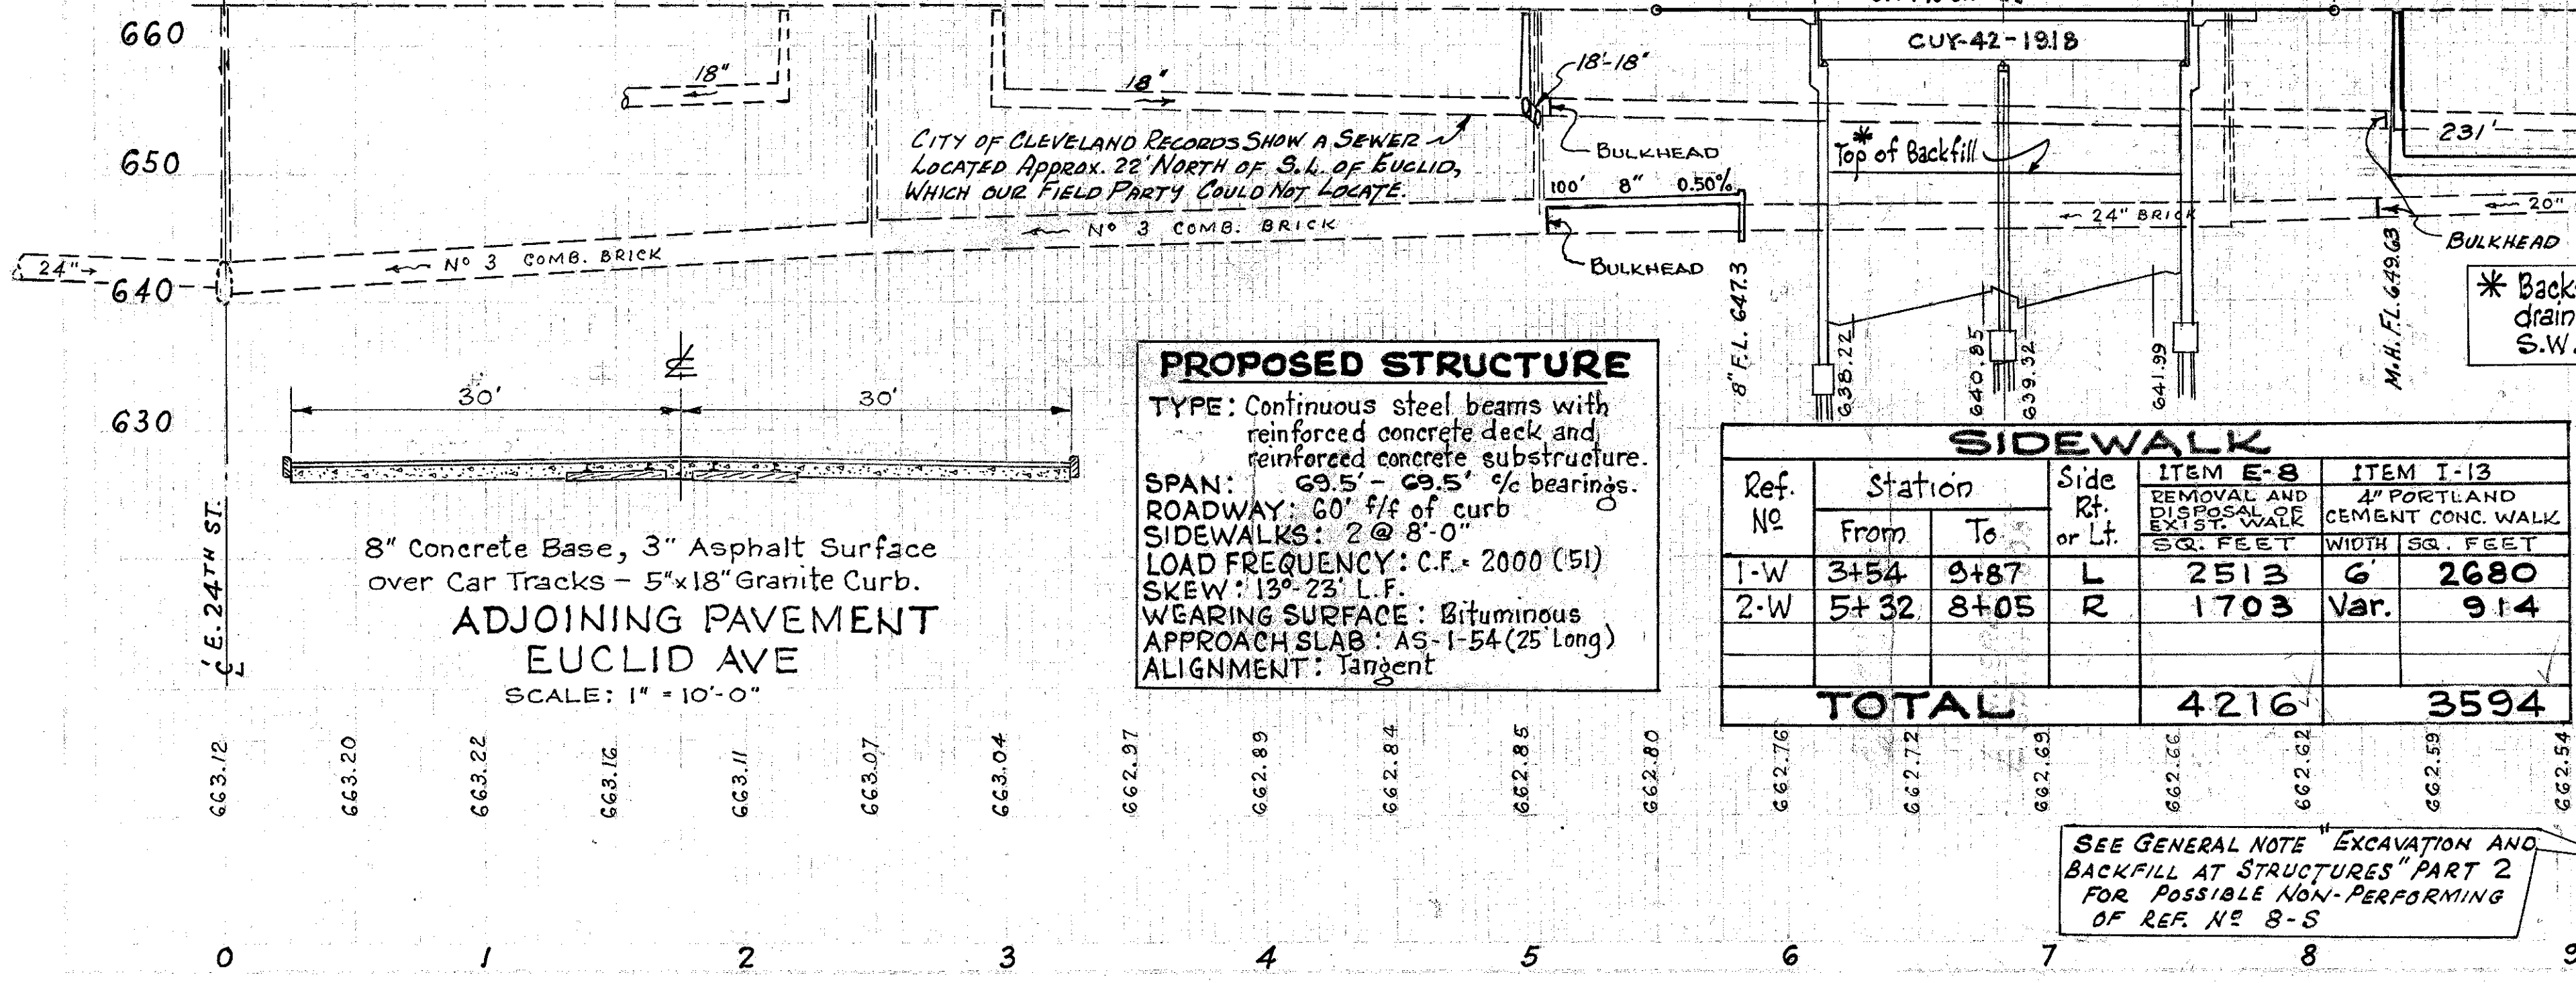 660
650
640
630
18"
18"
18'-18"
CUY-42-1918
231'
CITY OF CLEVELAND RECORDS SHOW A SEWER
LOCATED APPROX. 22' NORTH OF S.L. OF EUCLID,
WHICH OUR FIELD PARTY COULD NOT LOCATE.
BULKHEAD
* Top of Backfill
100' 8" 0.50%
24" BRICK
20"
No 3 COMB. BRICK
No 3 COMB. BRICK
24"
BULKHEAD
BULKHEAD
8" F.L. 647.3
638.22
640.85
639.32
641.99
M.H. F.L. 649.63
* Back
drain
S.W.
30' 30'
℄ E. 24TH ST.
8" Concrete Base, 3" Asphalt Surface
over Car Tracks - 5"x18" Granite Curb.
ADJOINING PAVEMENT
EUCLID AVE
SCALE: 1" = 10'-0"
PROPOSED STRUCTURE
TYPE: Continuous steel beams with
reinforced concrete deck and
reinforced concrete substructure.
SPAN: 69.5' - 69.5' c/c bearings.
ROADWAY: 60' f/f of curb
SIDEWALKS: 2 @ 8'-0"
LOAD FREQUENCY: C.F. = 2000 (51)
SKEW: 13°-23' L.F.
WEARING SURFACE: Bituminous
APPROACH SLAB: AS-1-54 (25' Long)
ALIGNMENT: Tangent
SIDEWALK
Ref. No
Station
From To
Side
Rt.
or Lt.
ITEM E-8
REMOVAL AND
DISPOSAL OF
EXIST. WALK
SQ. FEET
ITEM I-13
4" PORTLAND
CEMENT CONC. WALK
WIDTH SQ. FEET
1-W 3+54 9+87 L 2513 6' 2680
2-W 5+32 8+05 R 1703 Var. 914
TOTAL 4216 3594
663.12 663.20 663.22 663.16 663.11 663.07 663.04 662.97 662.89 662.84 662.85 662.80 662.76 662.72 662.69 662.66 662.62 662.59 662.54
SEE GENERAL NOTE "EXCAVATION AND
BACKFILL AT STRUCTURES" PART 2
FOR POSSIBLE NON-PERFORMING
OF REF. No 8-S
0 1 2 3 4 5 6 7 8 9